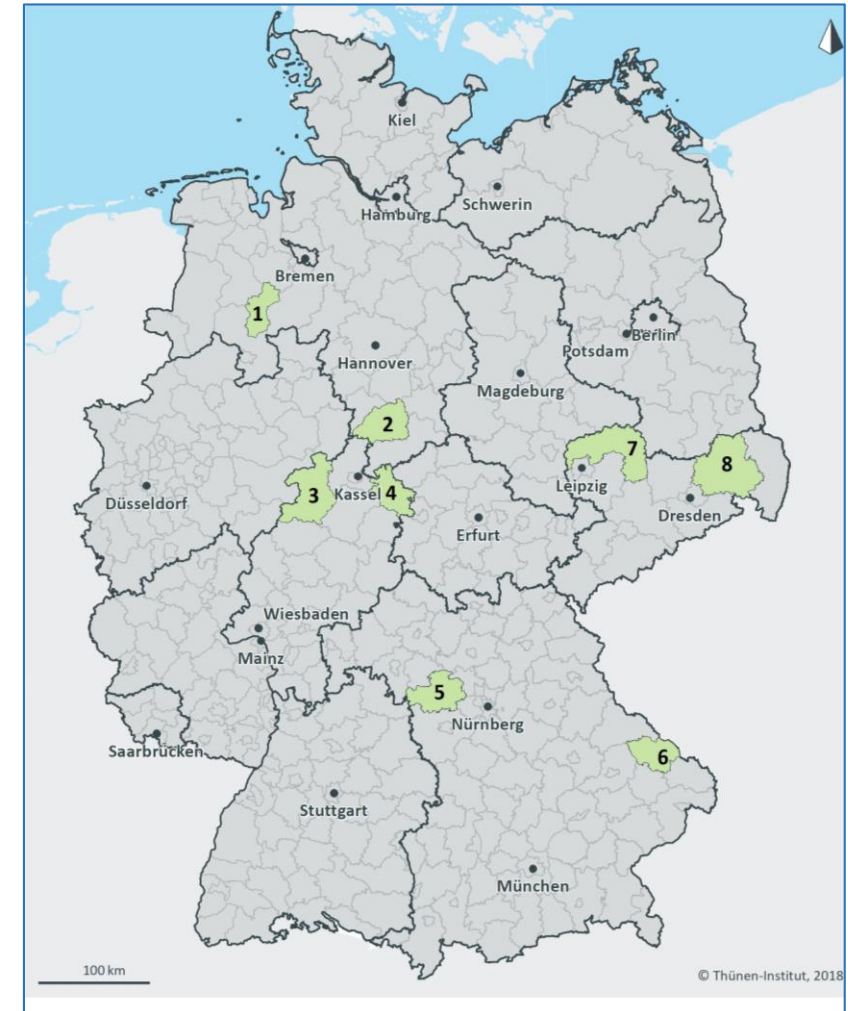 Kiel
Schwerin
Hamburg
Bremen
1
Berlin
Potsdam
Hannover
Magdeburg
2
7
8
Leipzig
Kassel
3
4
Düsseldorf
Dresden
Erfurt
Wiesbaden
Mainz
5
Nürnberg
Saarbrücken
6
Stuttgart
München
100 km
© Thünen-Institut, 2018